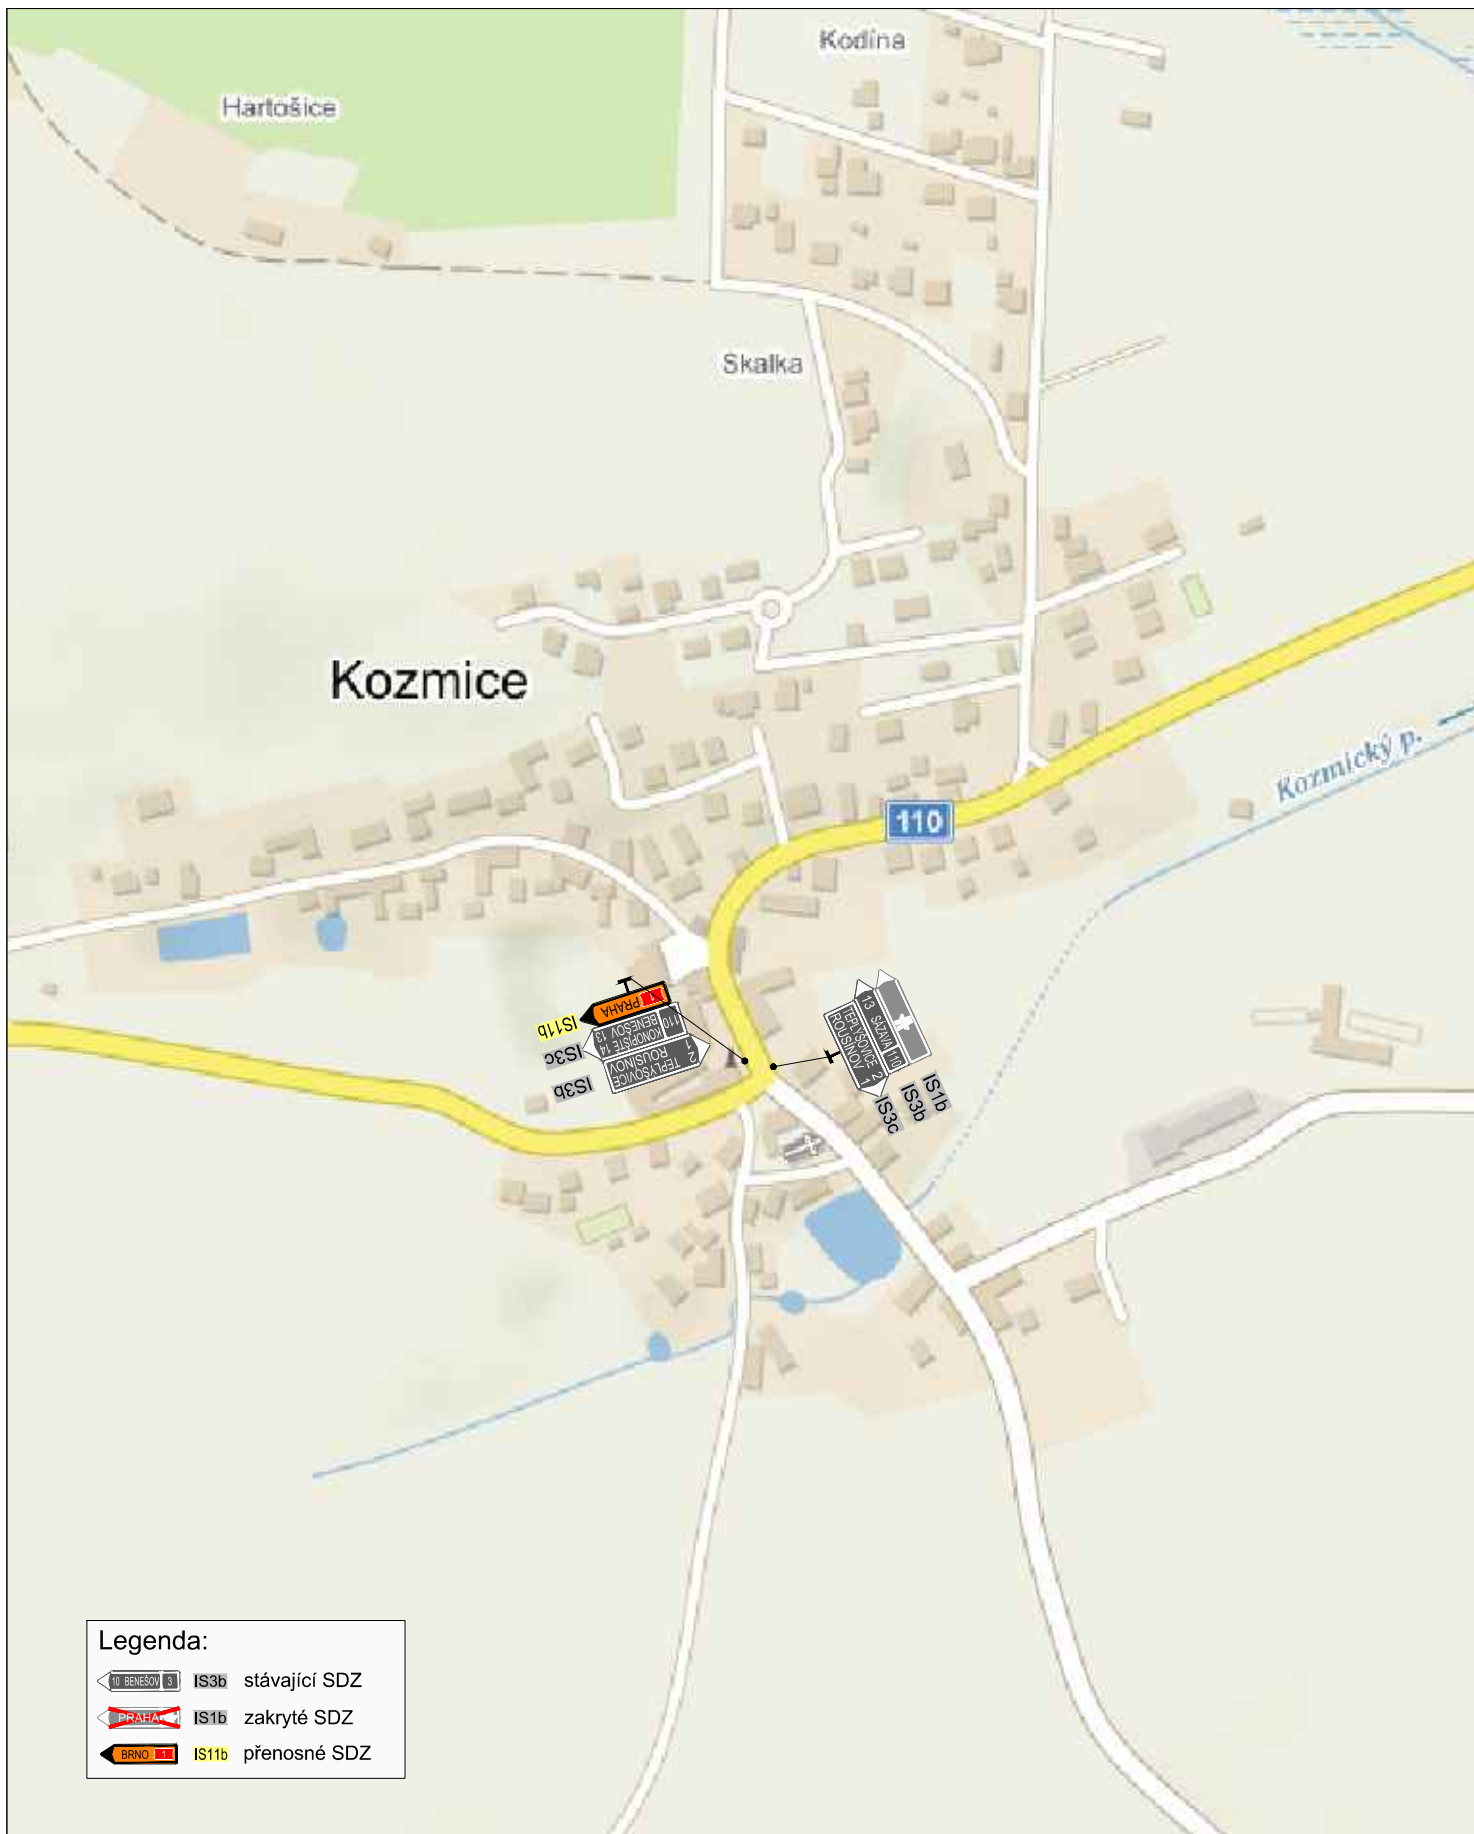 Kodína
Hartošice
Skalka
Kozmice
Kozmický p.
110
PRAHA 1
IS11b
110 KONOPIŠTĚ 14
BENEŠOV 13
IS3c
TEPLÝŠOVICE 2
ROUSÍNOV 1
IS3b
13 SÁZAVA 110
TEPLÝŠOVICE 2
ROUSÍNOV 1
IS1b
IS3b
IS3c
Legenda:
10 BENEŠOV 3 IS3b stávající SDZ
PRAHA IS1b zakryté SDZ
BRNO 1 IS11b přenosné SDZ